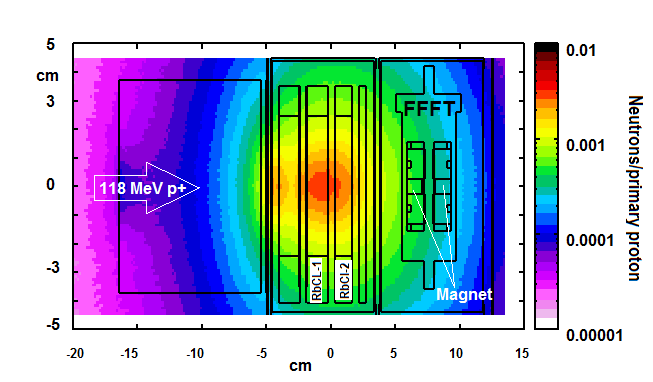 5
cm
3
0
-3
-5
-20
-15
-10
-5
0
5
10
15
cm
118 MeV p+
RbCL-1
RbCl-2
FFFT
Magnet
0.01
0.001
0.0001
0.00001
Neutrons/primary proton